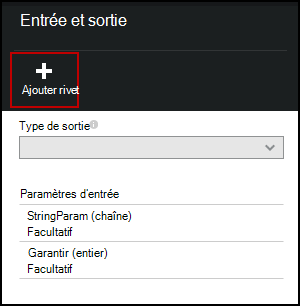 Entrée et sortie
Ajouter rivet
Type de sortie
Paramètres d'entrée
StringParam (chaîne)
Facultatif
Garantir (entier)
Facultatif